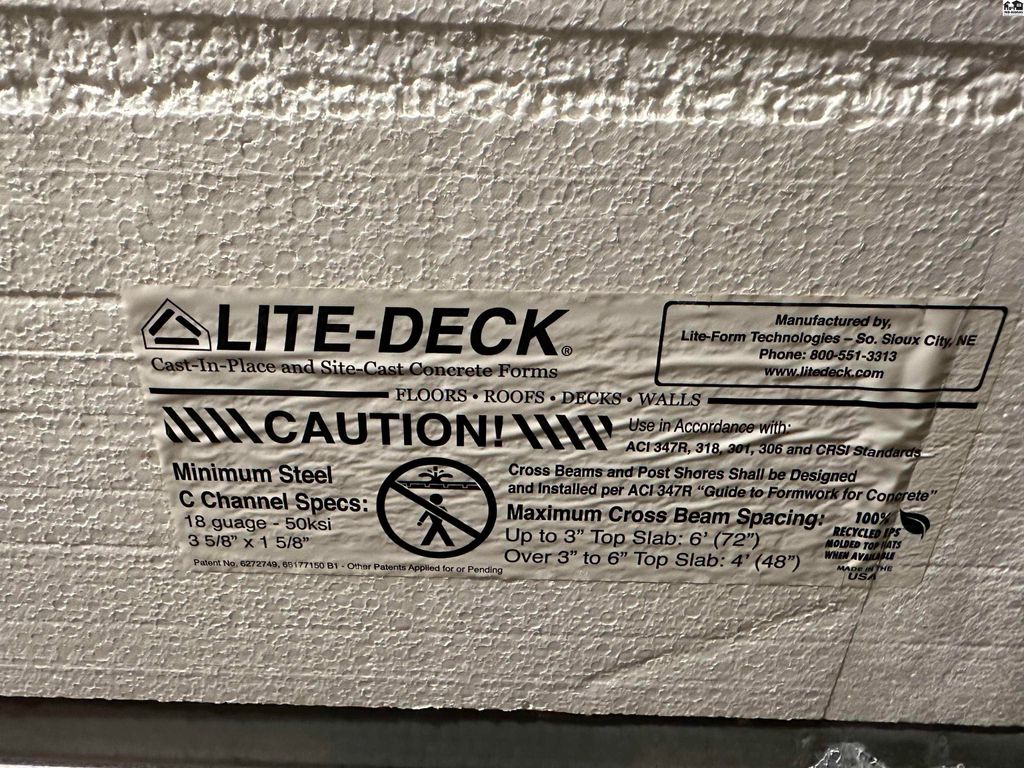 LITE-DECK®
Cast-In-Place and Site-Cast Concrete Forms
Manufactured by,
Lite-Form Technologies – So. Sioux City, NE
Phone: 800-551-3313
www.litedeck.com
FLOORS • ROOFS • DECKS • WALLS
CAUTION!
Use in Accordance with:
ACI 347R, 318, 301, 306 and CRSI Standards
Minimum Steel
C Channel Specs:
18 guage - 50ksi
3 5/8" x 1 5/8"
Cross Beams and Post Shores Shall be Designed
and Installed per ACI 347R "Guide to Formwork for Concrete"
Maximum Cross Beam Spacing:
Up to 3" Top Slab: 6' (72")
Over 3" to 6" Top Slab: 4' (48")
100%
RECYCLED EPS
MOLDED TOP HATS
WHEN AVAILABLE
MADE IN THE
USA
Patent No. 6272749, 66177150 B1 - Other Patents Applied for or Pending